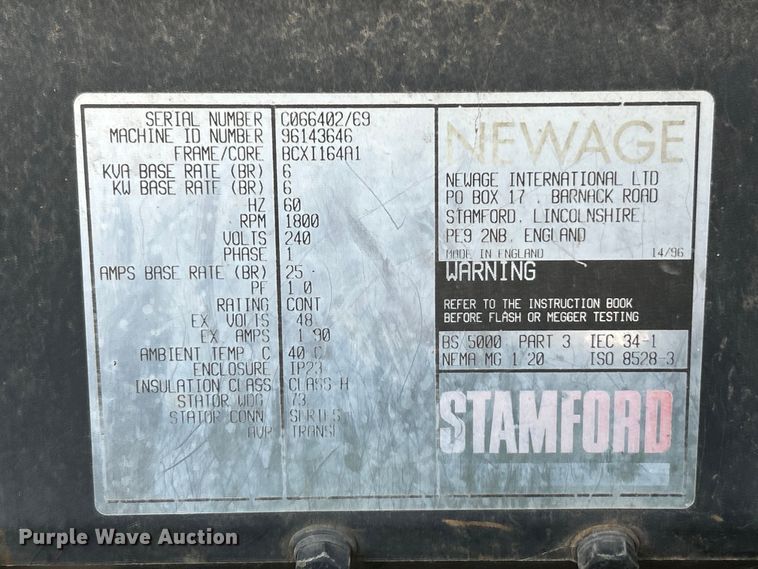 SERIAL NUMBER C066402/69
MACHINE ID NUMBER 96143646
FRAME/CORE BCXI164A1
KVA BASE RATE (BR) 6
KW BASE RATE (BR) 6
HZ 60
RPM 1800
VOLTS 240
PHASE 1
AMPS BASE RATE (BR) 25
PF 1.0
RATING CONT
EX VOLTS 48
EX AMPS 1.90
AMBIENT TEMP C 40 C
ENCLOSURE IP23
INSULATION CLASS CLASS H
STATOR WDG 73
STATOR CONN SERIES
AVR TRANSF
NEWAGE
NEWAGE INTERNATIONAL LTD
PO BOX 17 . BARNACK ROAD
STAMFORD. LINCOLNSHIRE
PE9 2NB. ENGLAND
MADE IN ENGLAND 14/96
WARNING
REFER TO THE INSTRUCTION BOOK
BEFORE FLASH OR MEGGER TESTING
BS 5000 PART 3 IEC 34-1
NEMA MG 1/20 ISO 8528-3
STAMFORD
Purple Wave Auction